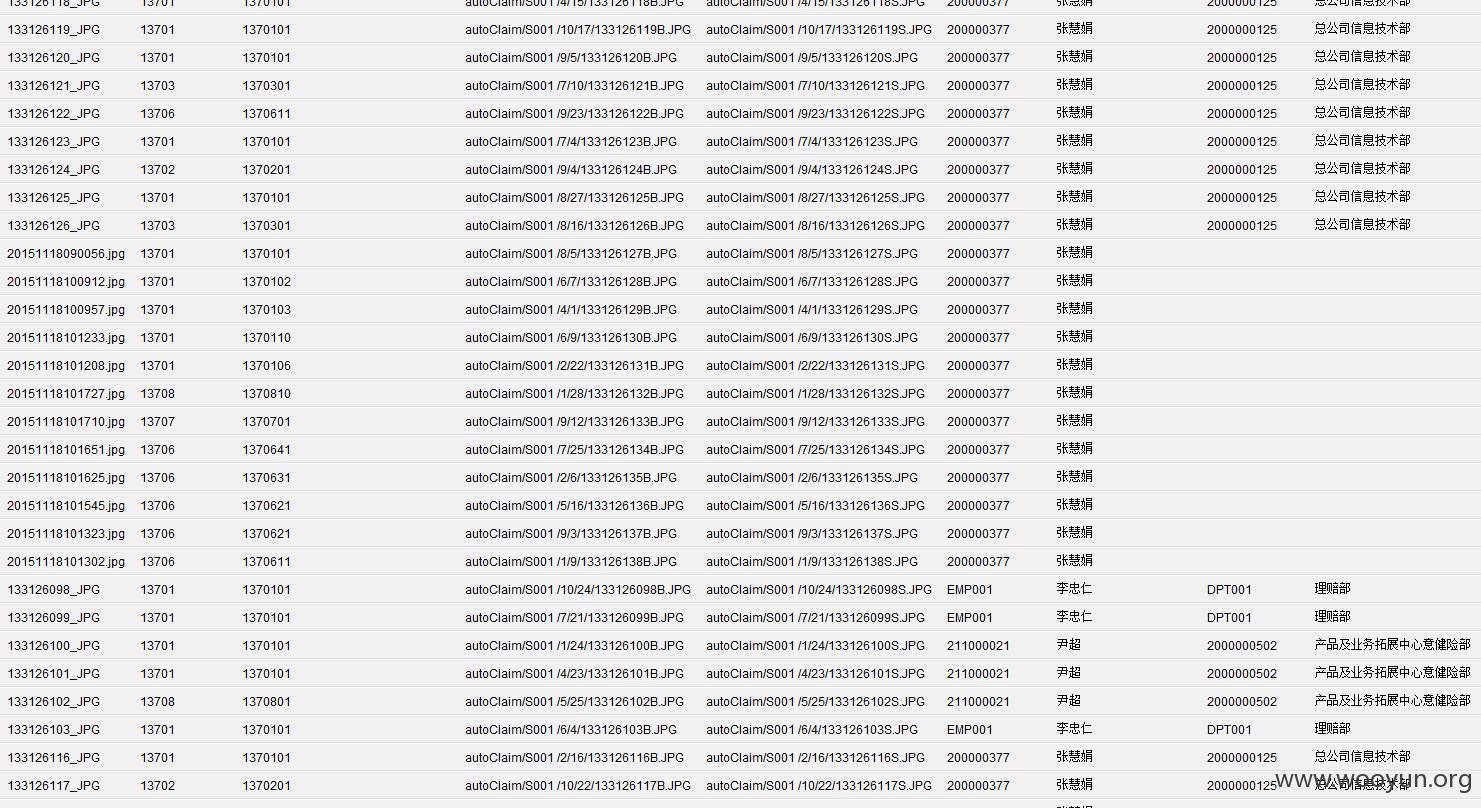 133126118_JPG 13701 1370101 autoClaim/S001 /4/15/133126118B.JPG autoClaim/S001 /4/15/133126118S.JPG 200000377 张慧娟 2000000125 总公司信息技术部
133126119_JPG 13701 1370101 autoClaim/S001 /10/17/133126119B.JPG autoClaim/S001 /10/17/133126119S.JPG 200000377 张慧娟 2000000125 总公司信息技术部
133126120_JPG 13701 1370101 autoClaim/S001 /9/5/133126120B.JPG autoClaim/S001 /9/5/133126120S.JPG 200000377 张慧娟 2000000125 总公司信息技术部
133126121_JPG 13703 1370301 autoClaim/S001 /7/10/133126121B.JPG autoClaim/S001 /7/10/133126121S.JPG 200000377 张慧娟 2000000125 总公司信息技术部
133126122_JPG 13706 1370611 autoClaim/S001 /9/23/133126122B.JPG autoClaim/S001 /9/23/133126122S.JPG 200000377 张慧娟 2000000125 总公司信息技术部
133126123_JPG 13701 1370101 autoClaim/S001 /7/4/133126123B.JPG autoClaim/S001 /7/4/133126123S.JPG 200000377 张慧娟 2000000125 总公司信息技术部
133126124_JPG 13702 1370201 autoClaim/S001 /9/4/133126124B.JPG autoClaim/S001 /9/4/133126124S.JPG 200000377 张慧娟 2000000125 总公司信息技术部
133126125_JPG 13701 1370101 autoClaim/S001 /8/27/133126125B.JPG autoClaim/S001 /8/27/133126125S.JPG 200000377 张慧娟 2000000125 总公司信息技术部
133126126_JPG 13703 1370301 autoClaim/S001 /8/16/133126126B.JPG autoClaim/S001 /8/16/133126126S.JPG 200000377 张慧娟 2000000125 总公司信息技术部
20151118090056.jpg 13701 1370101 autoClaim/S001 /8/5/133126127B.JPG autoClaim/S001 /8/5/133126127S.JPG 200000377 张慧娟
20151118100912.jpg 13701 1370102 autoClaim/S001 /6/7/133126128B.JPG autoClaim/S001 /6/7/133126128S.JPG 200000377 张慧娟
20151118100957.jpg 13701 1370103 autoClaim/S001 /4/1/133126129B.JPG autoClaim/S001 /4/1/133126129S.JPG 200000377 张慧娟
20151118101233.jpg 13701 1370110 autoClaim/S001 /6/9/133126130B.JPG autoClaim/S001 /6/9/133126130S.JPG 200000377 张慧娟
20151118101208.jpg 13701 1370106 autoClaim/S001 /2/22/133126131B.JPG autoClaim/S001 /2/22/133126131S.JPG 200000377 张慧娟
20151118101727.jpg 13708 1370810 autoClaim/S001 /1/28/133126132B.JPG autoClaim/S001 /1/28/133126132S.JPG 200000377 张慧娟
20151118101710.jpg 13707 1370701 autoClaim/S001 /9/12/133126133B.JPG autoClaim/S001 /9/12/133126133S.JPG 200000377 张慧娟
20151118101651.jpg 13706 1370641 autoClaim/S001 /7/25/133126134B.JPG autoClaim/S001 /7/25/133126134S.JPG 200000377 张慧娟
20151118101625.jpg 13706 1370631 autoClaim/S001 /2/6/133126135B.JPG autoClaim/S001 /2/6/133126135S.JPG 200000377 张慧娟
20151118101545.jpg 13706 1370621 autoClaim/S001 /5/16/133126136B.JPG autoClaim/S001 /5/16/133126136S.JPG 200000377 张慧娟
20151118101323.jpg 13706 1370621 autoClaim/S001 /9/3/133126137B.JPG autoClaim/S001 /9/3/133126137S.JPG 200000377 张慧娟
20151118101302.jpg 13706 1370611 autoClaim/S001 /1/9/133126138B.JPG autoClaim/S001 /1/9/133126138S.JPG 200000377 张慧娟
133126098_JPG 13701 1370101 autoClaim/S001 /10/24/133126098B.JPG autoClaim/S001 /10/24/133126098S.JPG EMP001 李忠仁 DPT001 理赔部
133126099_JPG 13701 1370101 autoClaim/S001 /7/21/133126099B.JPG autoClaim/S001 /7/21/133126099S.JPG EMP001 李忠仁 DPT001 理赔部
133126100_JPG 13701 1370101 autoClaim/S001 /1/24/133126100B.JPG autoClaim/S001 /1/24/133126100S.JPG 211000021 尹超 2000000502 产品及业务拓展中心意健险部
133126101_JPG 13701 1370101 autoClaim/S001 /4/23/133126101B.JPG autoClaim/S001 /4/23/133126101S.JPG 211000021 尹超 2000000502 产品及业务拓展中心意健险部
133126102_JPG 13708 1370801 autoClaim/S001 /5/25/133126102B.JPG autoClaim/S001 /5/25/133126102S.JPG 211000021 尹超 2000000502 产品及业务拓展中心意健险部
133126103_JPG 13701 1370101 autoClaim/S001 /6/4/133126103B.JPG autoClaim/S001 /6/4/133126103S.JPG EMP001 李忠仁 DPT001 理赔部
133126116_JPG 13701 1370101 autoClaim/S001 /2/16/133126116B.JPG autoClaim/S001 /2/16/133126116S.JPG 200000377 张慧娟 2000000125 总公司信息技术部
133126117_JPG 13702 1370201 autoClaim/S001 /10/22/133126117B.JPG autoClaim/S001 /10/22/133126117S.JPG 200000377 张慧娟 2000000125 总公司信息技术部
www.wooyun.org